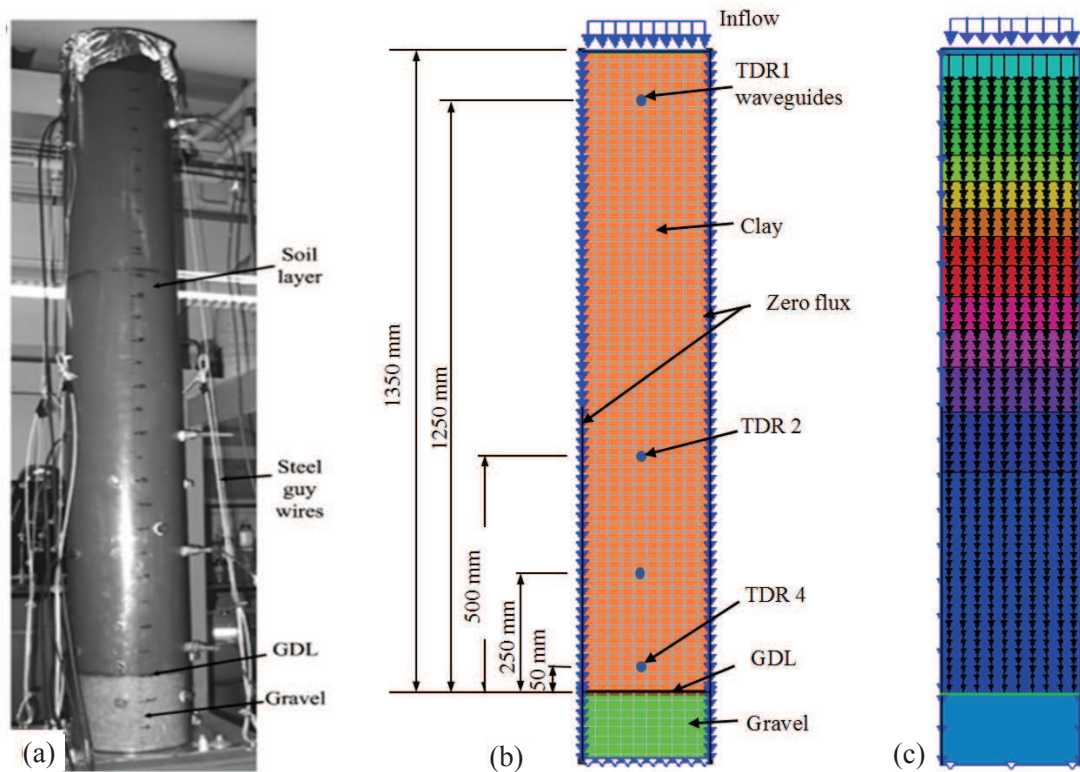 Soil
layer
Steel
guy
wires
GDL
Gravel
(a)
Inflow
TDR1
waveguides
Clay
Zero flux
1350 mm
1250 mm
TDR 2
500 mm
250 mm
50 mm
TDR 4
GDL
Gravel
(b)
(c)